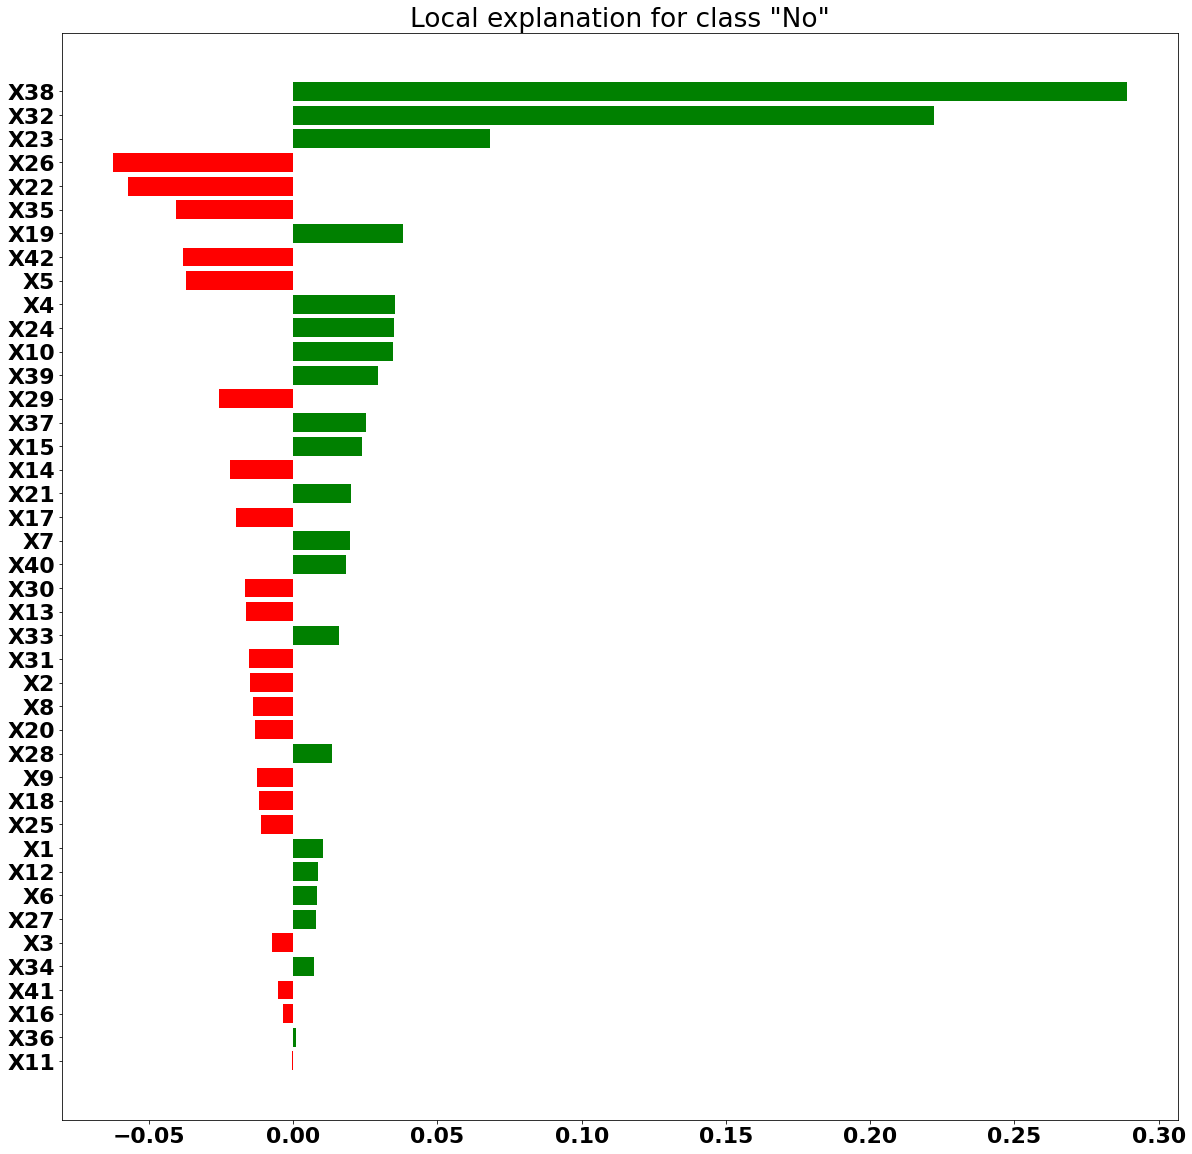 Local explanation for class "No"
X38
X32
X23
X26
X22
X35
X19
X42
X5
X4
X24
X10
X39
X29
X37
X15
X14
X21
X17
X7
X40
X30
X13
X33
X31
X2
X8
X20
X28
X9
X18
X25
X1
X12
X6
X27
X3
X34
X41
X16
X36
X11
−0.05 0.00 0.05 0.10 0.15 0.20 0.25 0.30